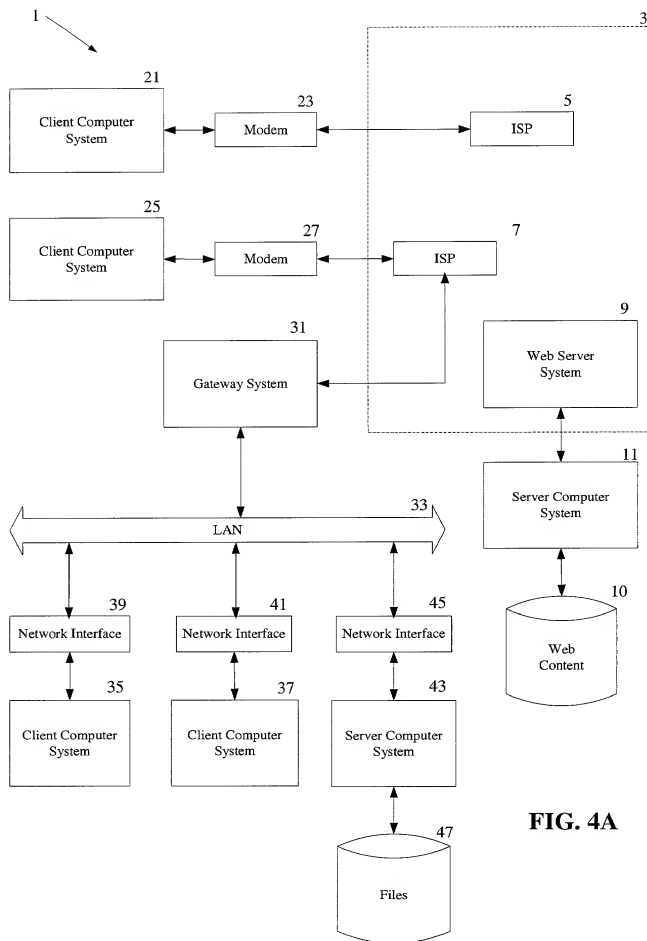 1
3
21
Client Computer
System
23
Modem
5
ISP
25
Client Computer
System
27
Modem
7
ISP
31
Gateway System
9
Web Server
System
11
Server Computer
System
33
LAN
10
Web
Content
39
Network Interface
41
Network Interface
45
Network Interface
35
Client Computer
System
37
Client Computer
System
43
Server Computer
System
47
Files
FIG. 4A